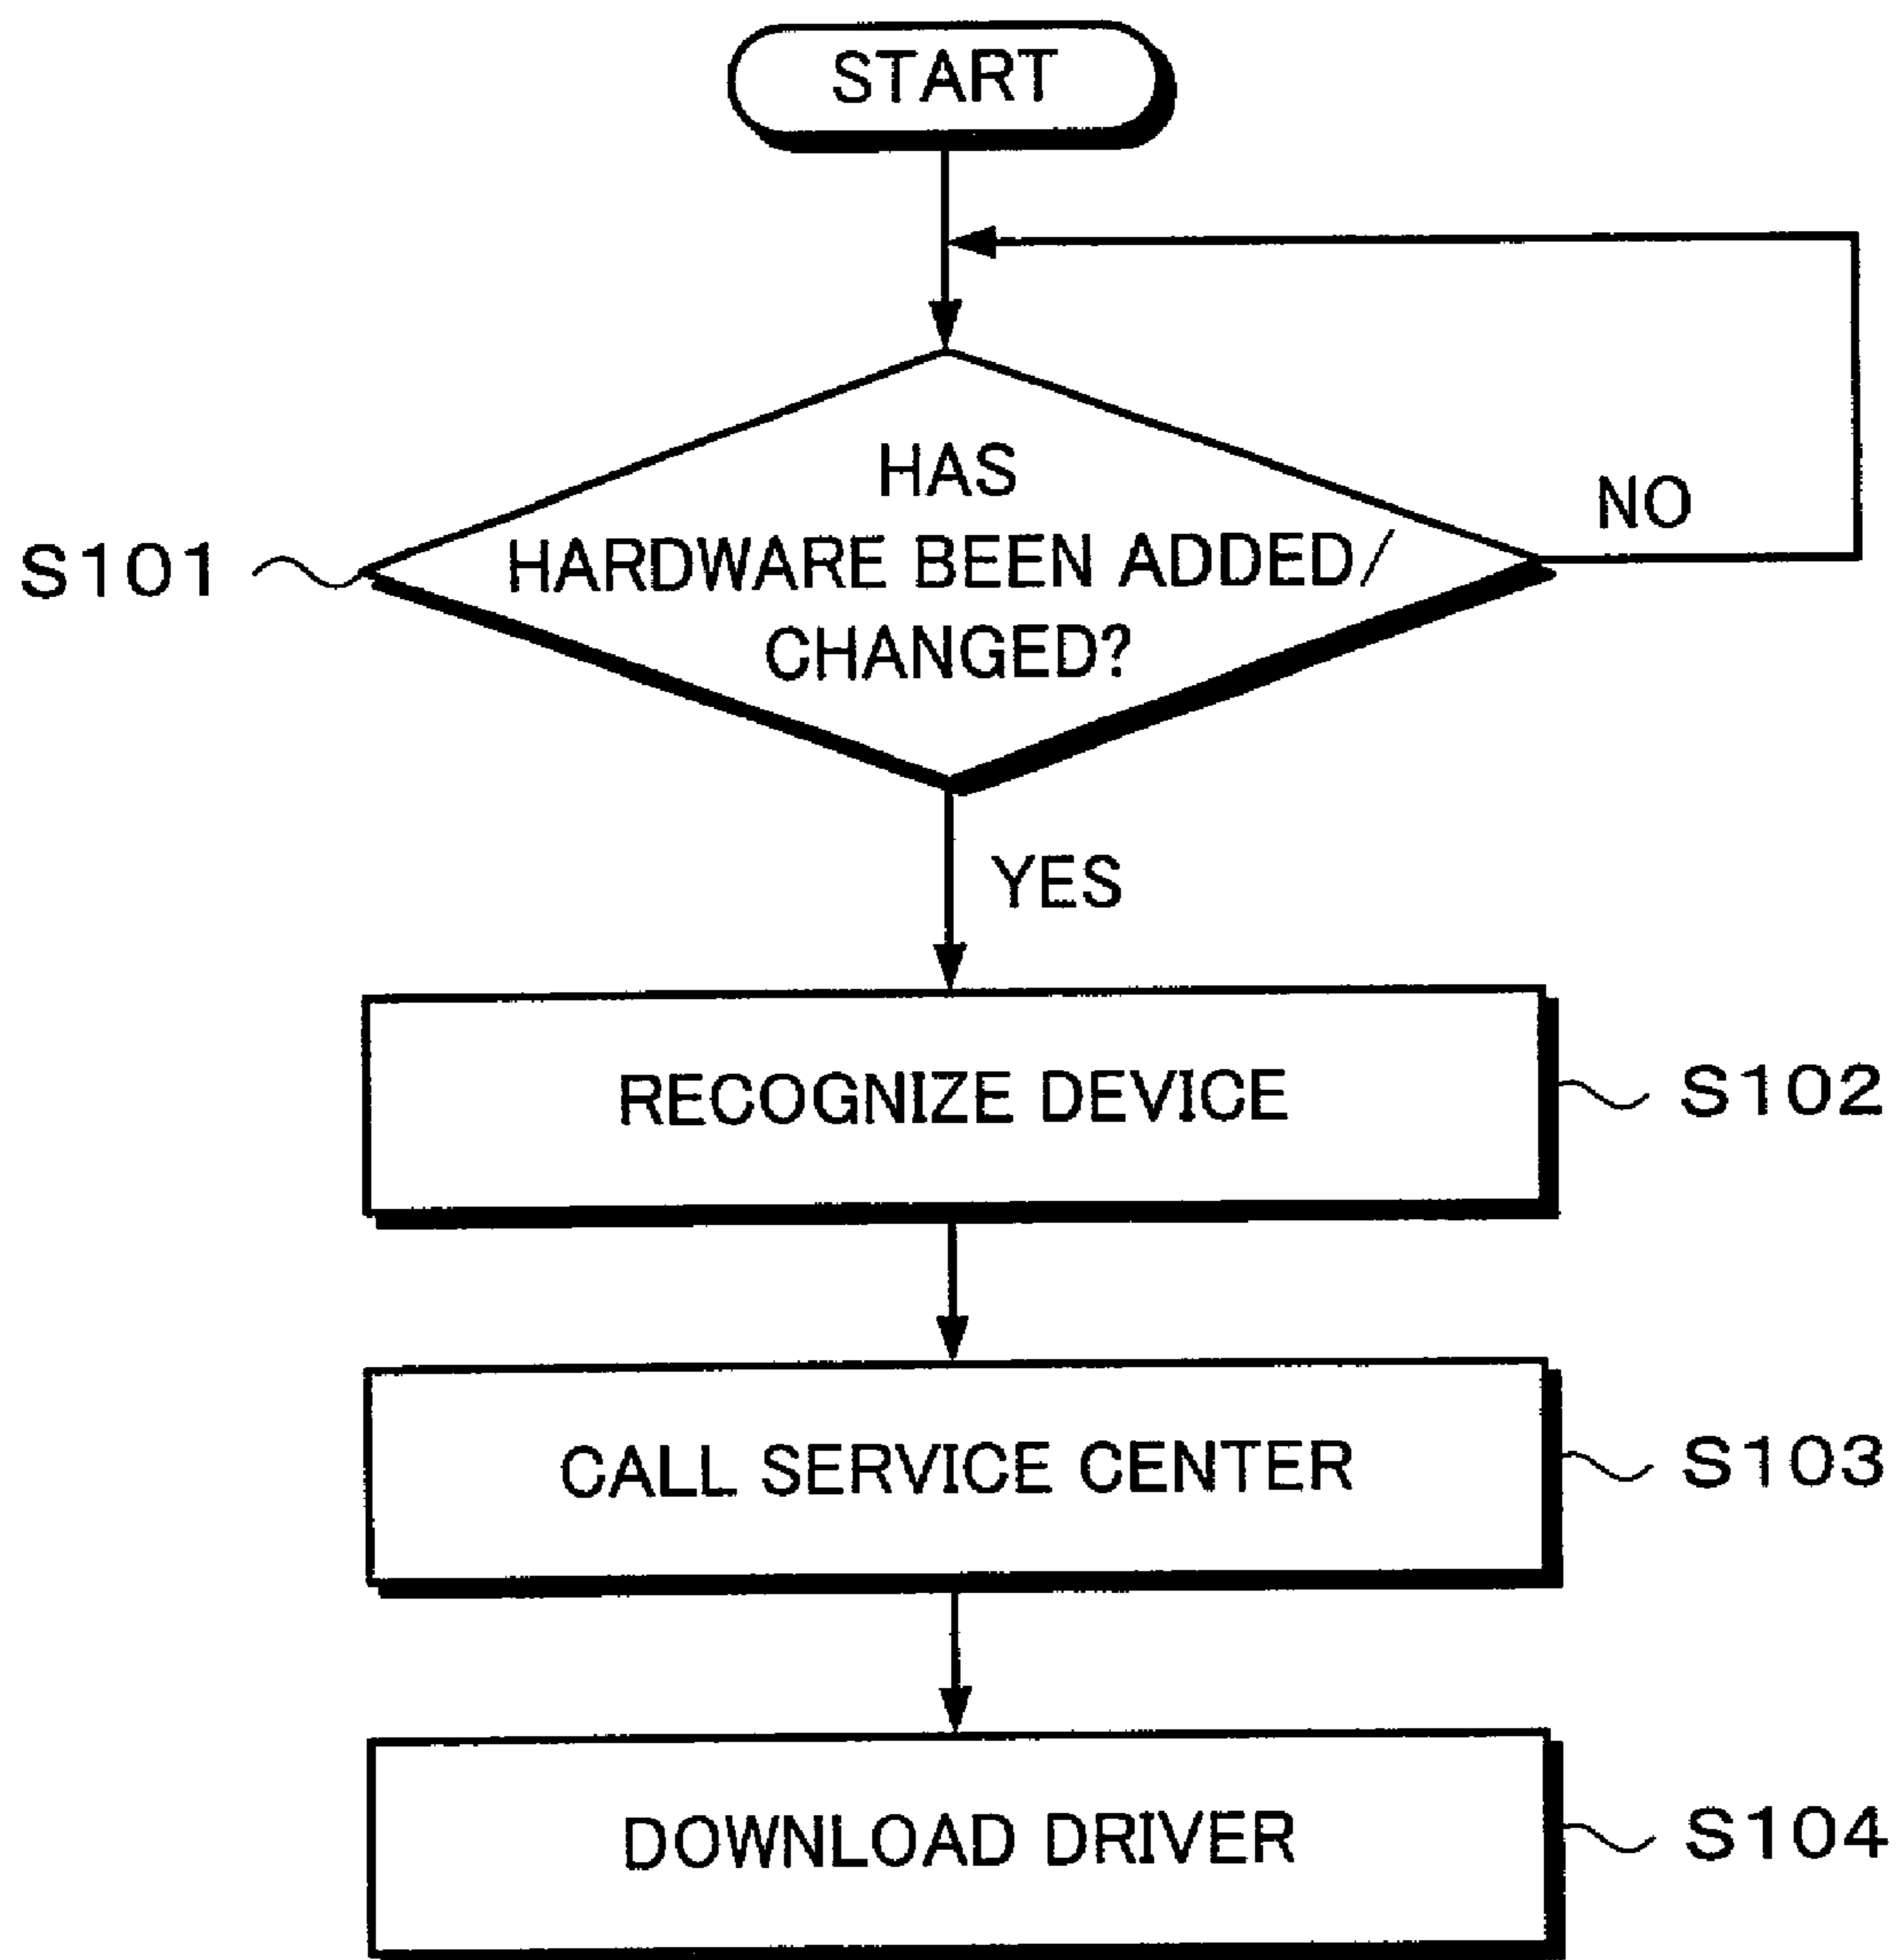 START
HAS
HARDWARE BEEN ADDED/
CHANGED?
NO
S101
YES
RECOGNIZE DEVICE
S102
CALL SERVICE CENTER
S103
DOWNLOAD DRIVER
S104